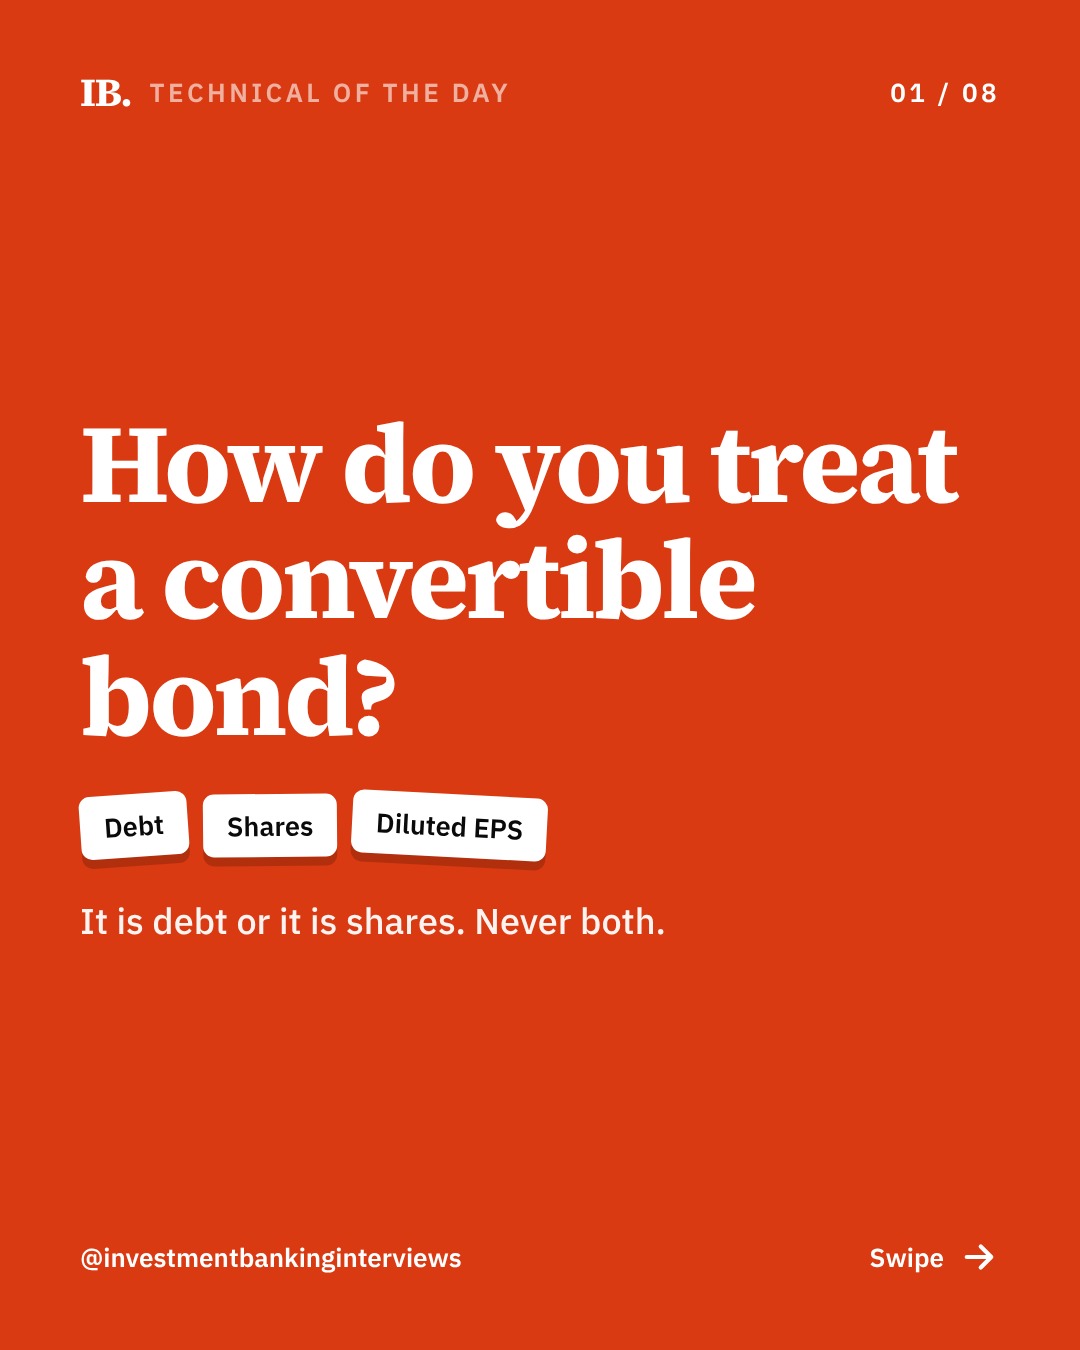 IB. TECHNICAL OF THE DAY 01 / 08
How do you treat
a convertible
bond?
Debt Shares Diluted EPS
It is debt or it is shares. Never both.
@investmentbankinginterviews Swipe →